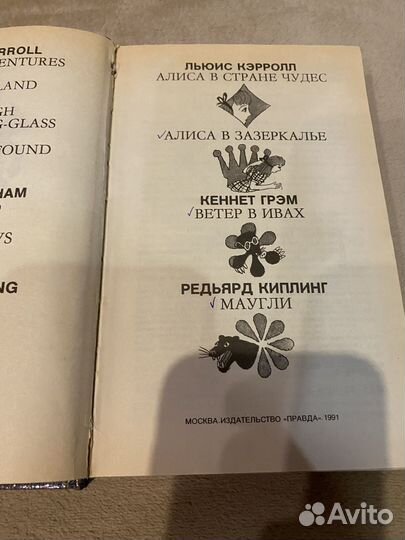 RROLL
ENTURES
LAND
GH
G-GLASS
FOUND
HAM
YS
NG
ЛЬЮИС КЭРРОЛЛ
АЛИСА В СТРАНЕ ЧУДЕС
АЛИСА В ЗАЗЕРКАЛЬЕ
КЕННЕТ ГРЭМ
ВЕТЕР В ИВАХ
РЕДЬЯРД КИПЛИНГ
МАУГЛИ
МОСКВА.ИЗДАТЕЛЬСТВО «ПРАВДА».1991
Avito